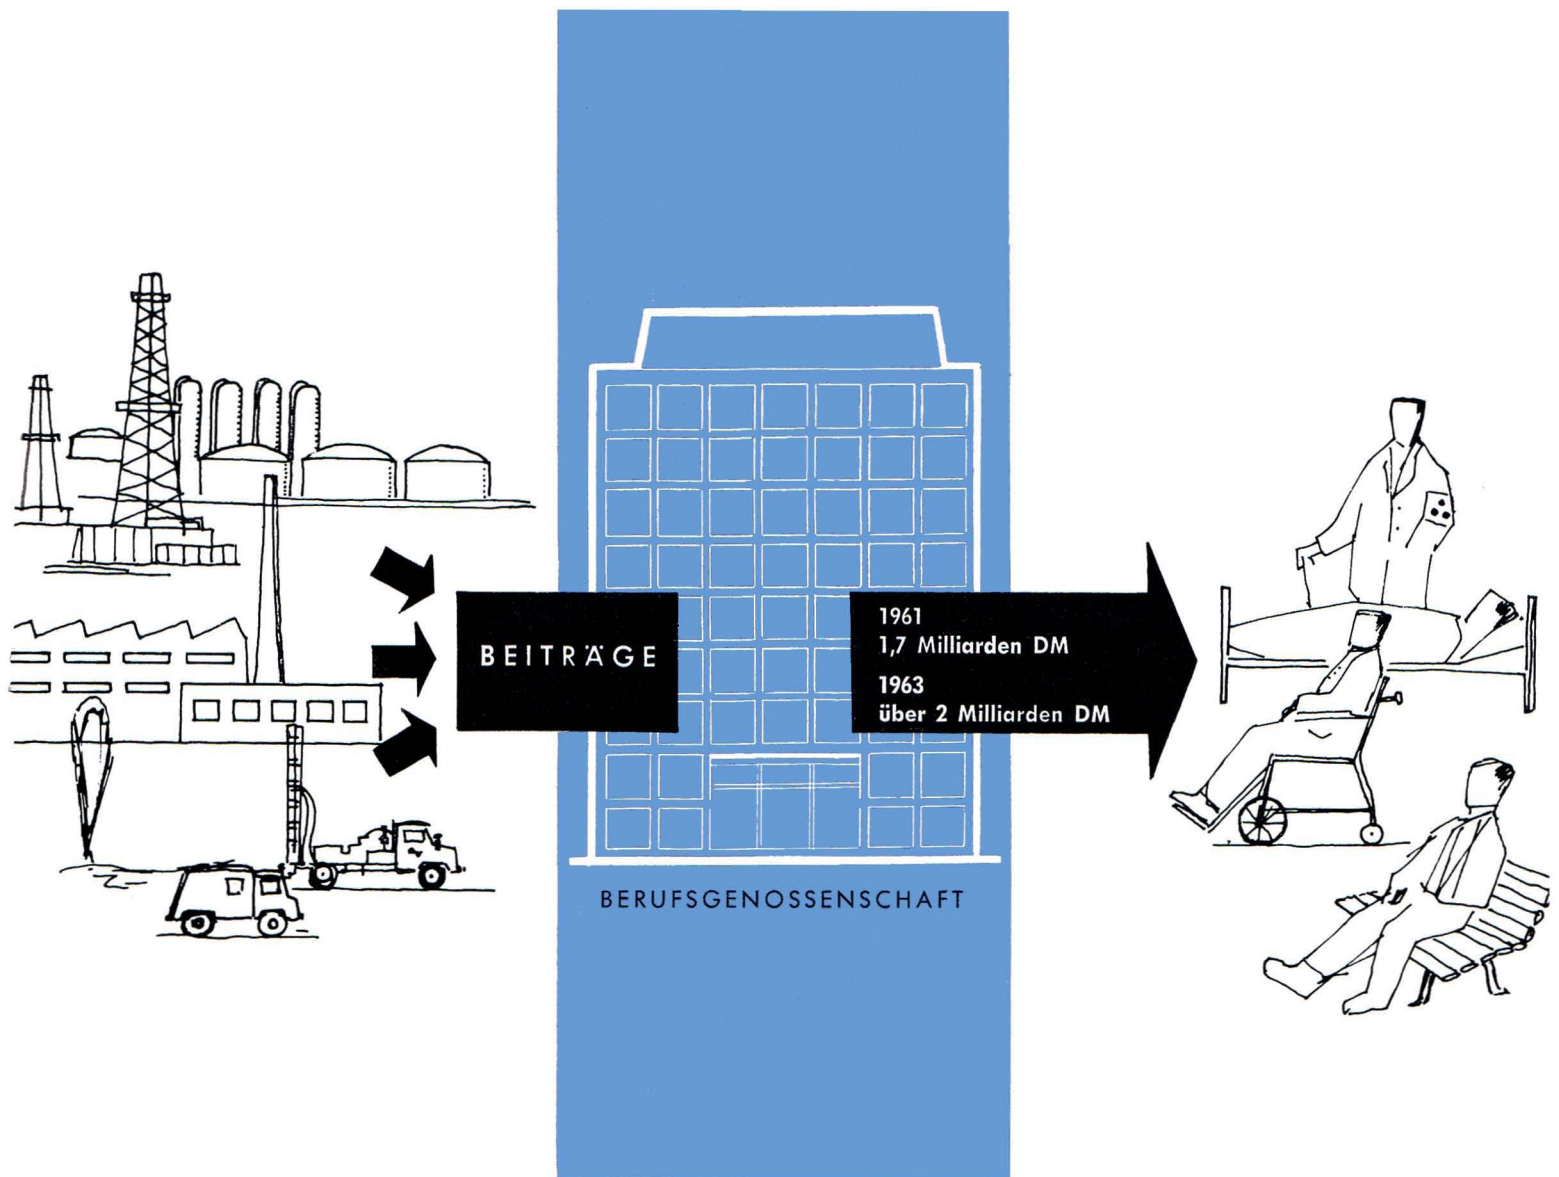 BEITRÄGE
1961
1,7 Milliarden DM
1963
über 2 Milliarden DM
BERUFSGENOSSENSCHAFT